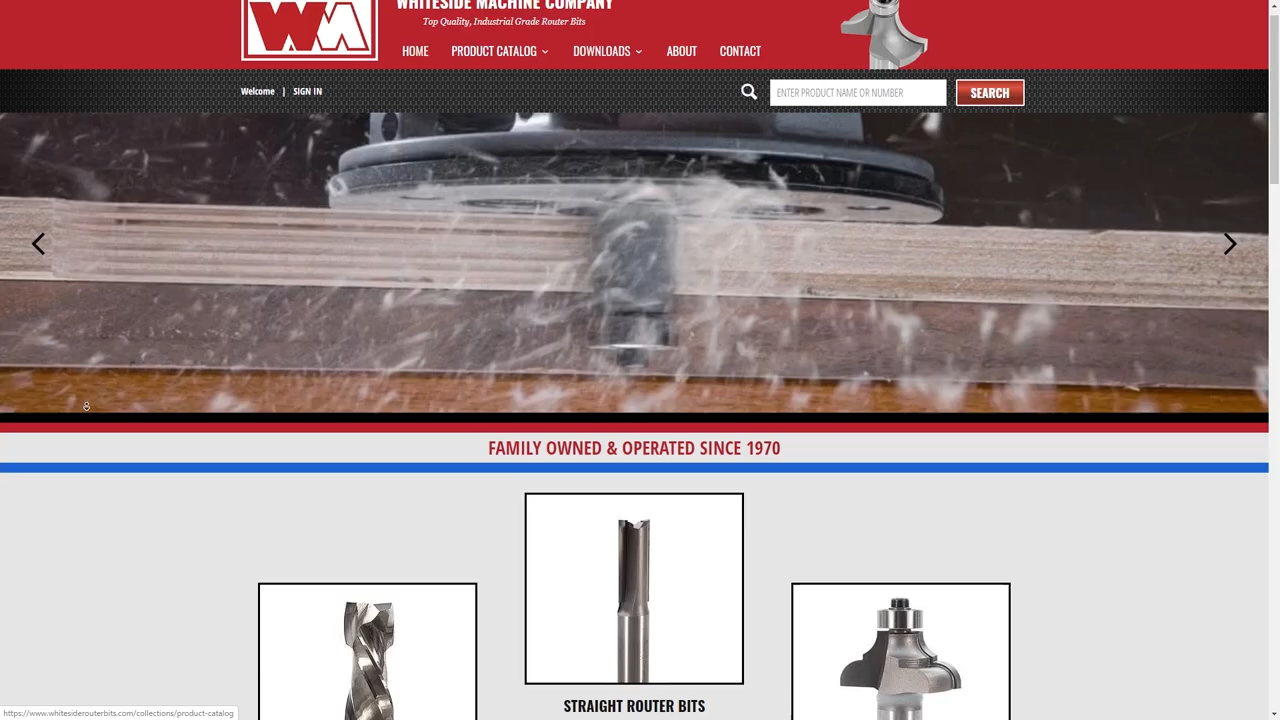 WHITESIDE MACHINE COMPANY
Top Quality, Industrial Grade Router Bits
WM
HOME PRODUCT CATALOG DOWNLOADS ABOUT CONTACT
Welcome | SIGN IN
ENTER PRODUCT NAME OR NUMBER
SEARCH
FAMILY OWNED & OPERATED SINCE 1970
STRAIGHT ROUTER BITS
https://www.whitesiderouterbits.com/collections/product-catalog